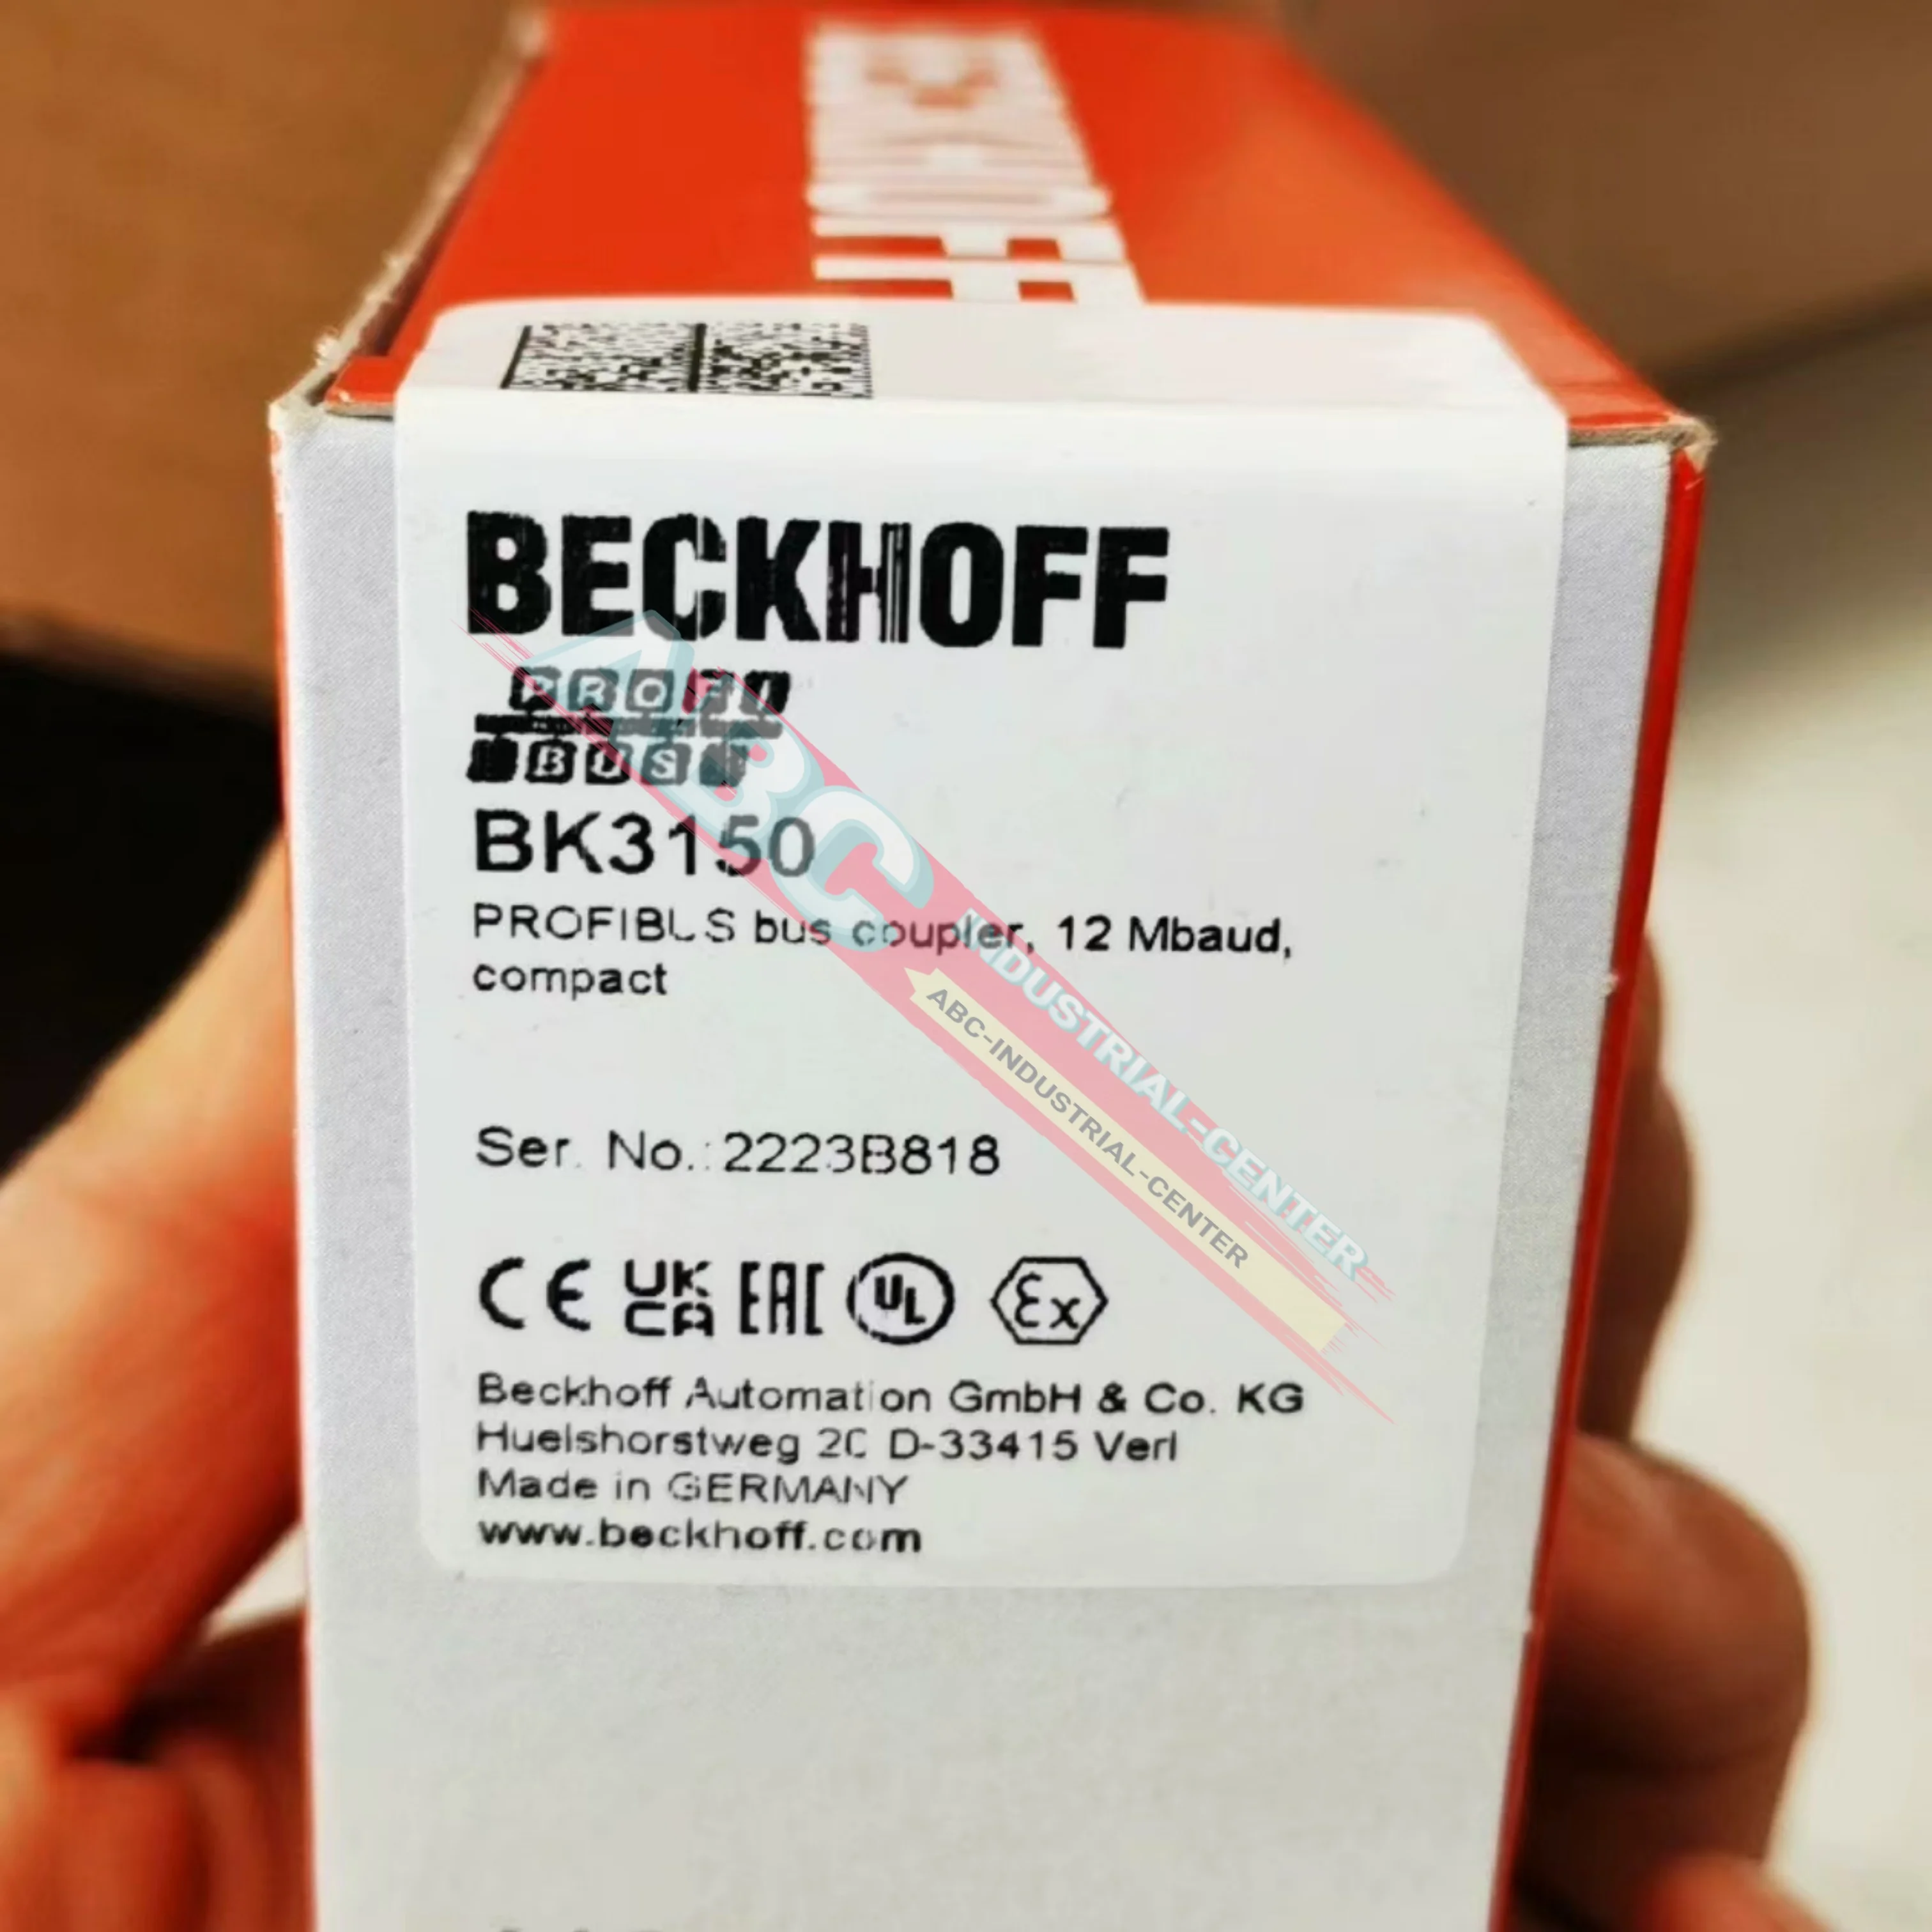 BECKHOFF
PROFI
BUS
BK3150
PROFIBUS bus coupler, 12 Mbaud,
compact
Ser. No.: 2223B818
CE UK CA EAC UL Ex
Beckhoff Automation GmbH & Co. KG
Huelshorstweg 20 D-33415 Verl
Made in GERMANY
www.beckhoff.com
ABC
INDUSTRIAL-CENTER
ABC-INDUSTRIAL-CENTER